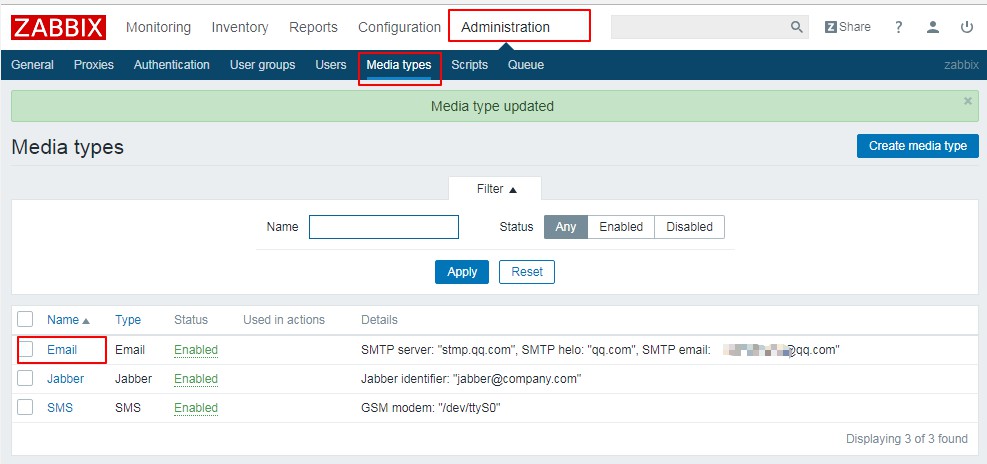 ZABBIX Monitoring Inventory Reports Configuration Administration Z Share ?
General Proxies Authentication User groups Users Media types Scripts Queue zabbix
Media type updated
Media types Create media type
Filter
Name Status Any Enabled Disabled
Apply Reset
Name Type Status Used in actions Details
Email Email Enabled SMTP server: "stmp.qq.com", SMTP helo: "qq.com", SMTP email: @qq.com"
Jabber Jabber Enabled Jabber identifier: "jabber@company.com"
SMS SMS Enabled GSM modem: "/dev/ttyS0"
Displaying 3 of 3 found